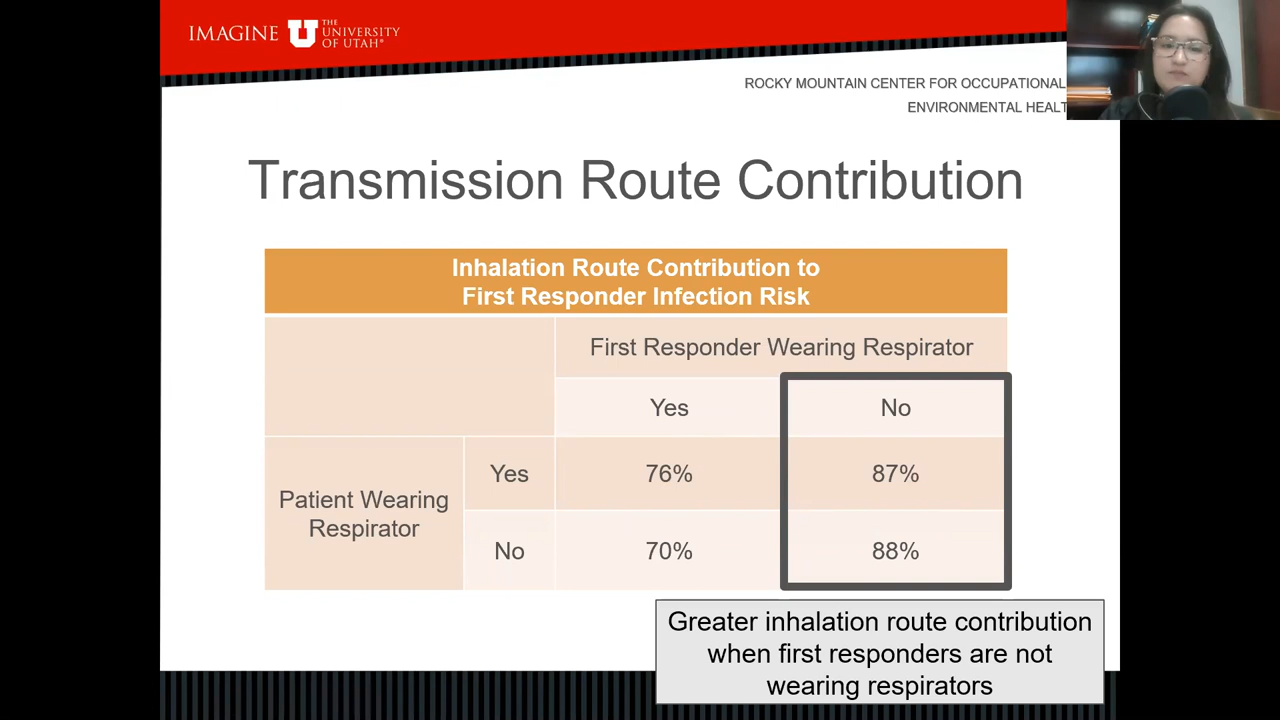 IMAGINE
THE
UNIVERSITY
OF UTAH®
ROCKY MOUNTAIN CENTER FOR OCCUPATIONAL
ENVIRONMENTAL HEALT
Transmission Route Contribution
Inhalation Route Contribution to
First Responder Infection Risk
First Responder Wearing Respirator
Yes
No
Patient Wearing
Respirator
Yes
76%
87%
No
70%
88%
Greater inhalation route contribution
when first responders are not
wearing respirators